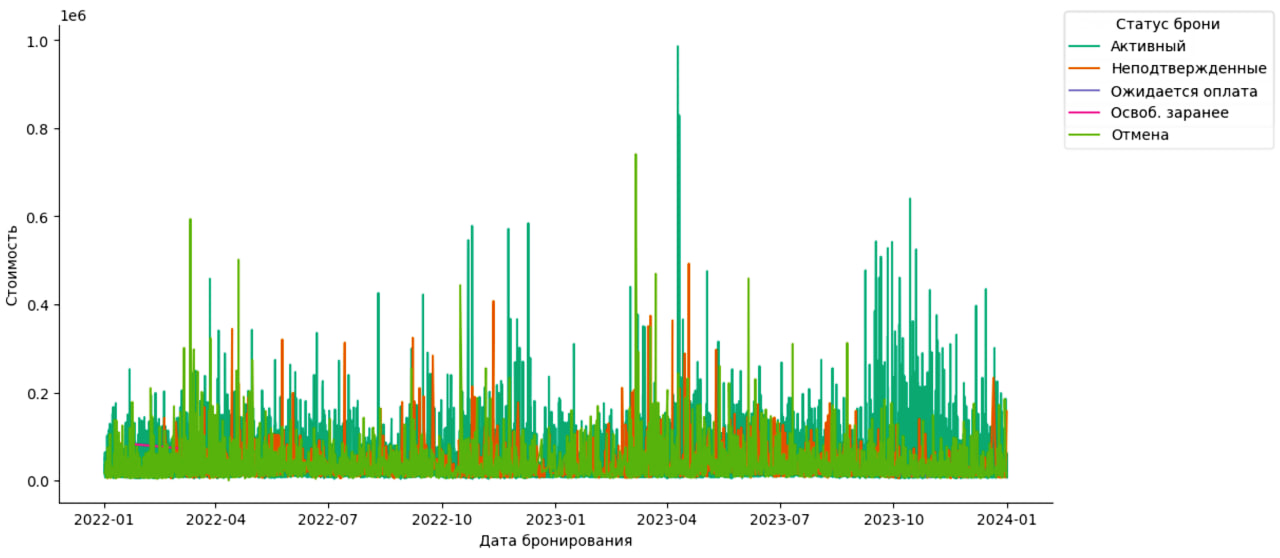 1e6
1.0
0.8
0.6
0.4
0.2
0.0
Стоимость
2022-01 2022-04 2022-07 2022-10 2023-01 2023-04 2023-07 2023-10 2024-01
Дата бронирования
Статус брони
Активный
Неподтвержденные
Ожидается оплата
Освоб. заранее
Отмена